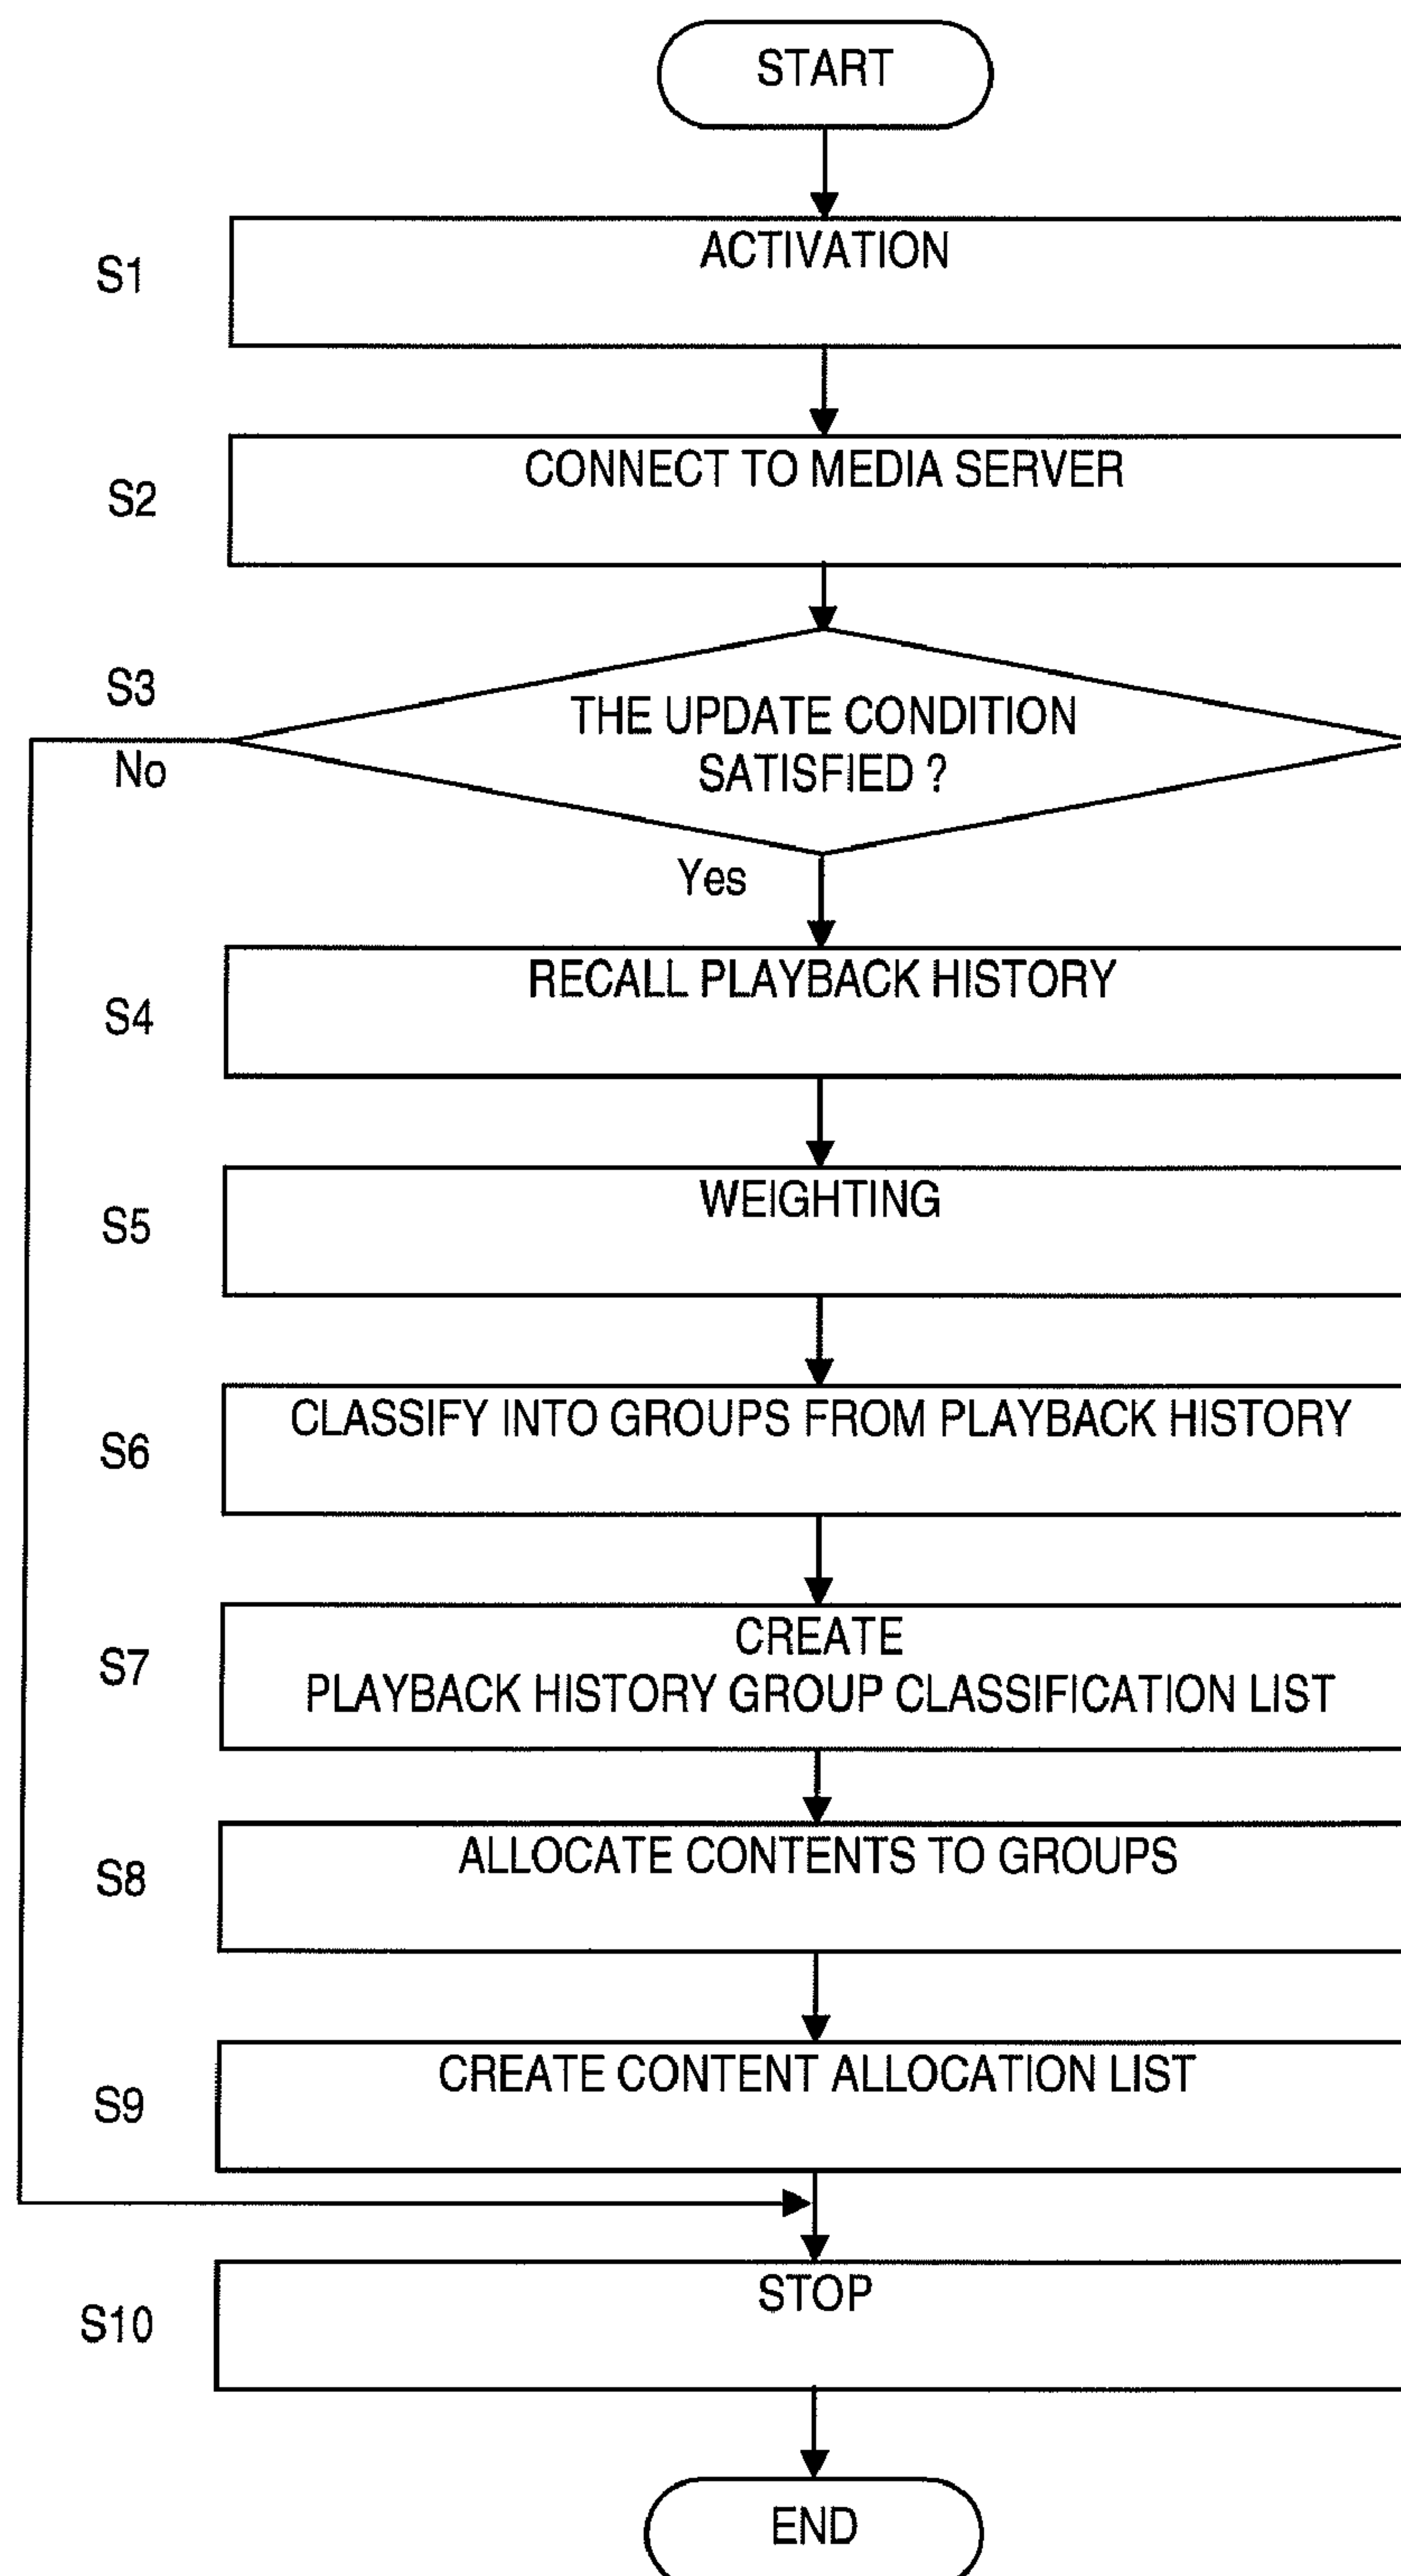 START
ACTIVATION
S1
CONNECT TO MEDIA SERVER
S2
S3
THE UPDATE CONDITION
SATISFIED ?
No
Yes
RECALL PLAYBACK HISTORY
S4
WEIGHTING
S5
CLASSIFY INTO GROUPS FROM PLAYBACK HISTORY
S6
CREATE
S7
PLAYBACK HISTORY GROUP CLASSIFICATION LIST
ALLOCATE CONTENTS TO GROUPS
S8
CREATE CONTENT ALLOCATION LIST
S9
STOP
S10
END